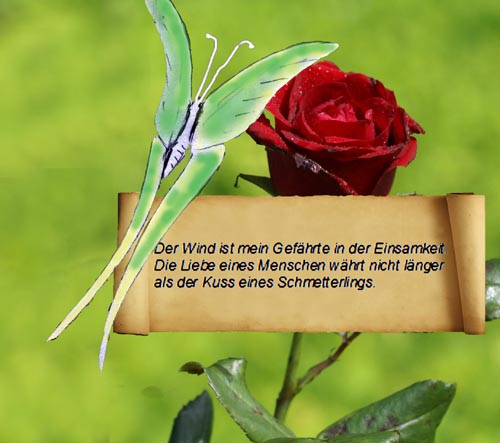 Der Wind ist mein Gefährte in der Einsamkeit
Die Liebe eines Menschen währt nicht länger
als der Kuss eines Schmetterlings.